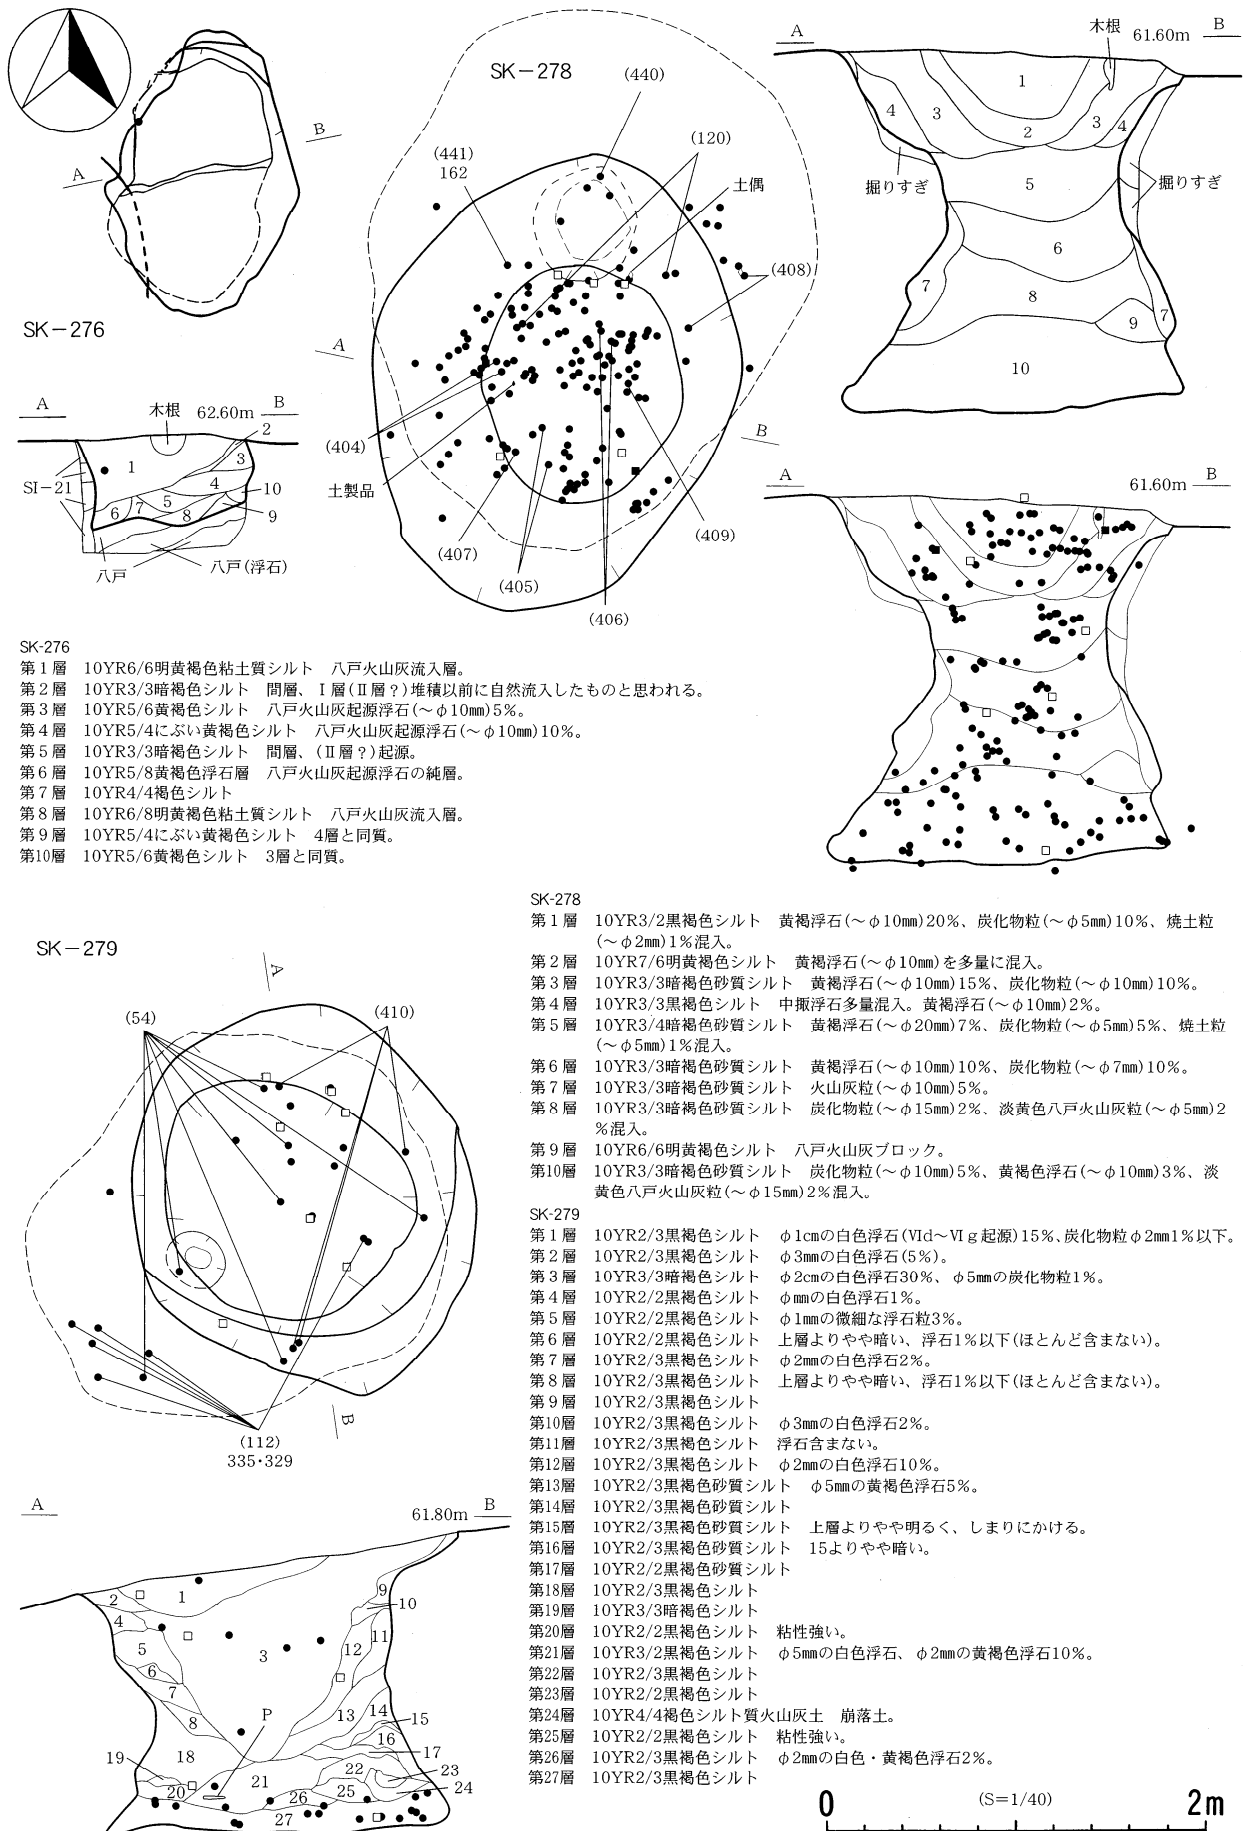 SK−276
A
B
A
62.60m
B
木根
1
2
3
4
5
6
7
8
9
10
SI−21
八戸
八戸(浮石)
SK−278
(440)
(441)
162
(120)
土偶
(408)
A
B
(404)
土製品
(407)
(405)
(406)
(409)
A
木根
61.60m
B
1
2
3
3
4
4
5
6
7
7
8
9
10
掘りすぎ
掘りすぎ
A
61.60m
B
SK-276
第1層 10YR6/6明黄褐色粘土質シルト 八戸火山灰流入層。
第2層 10YR3/3暗褐色シルト 間層、Ⅰ層(Ⅱ層？)堆積以前に自然流入したものと思われる。
第3層 10YR5/6黄褐色シルト 八戸火山灰起源浮石(〜φ10㎜)5％。
第4層 10YR5/4にぶい黄褐色シルト 八戸火山灰起源浮石(〜φ10㎜)10％。
第5層 10YR3/3暗褐色シルト 間層、(Ⅱ層？)起源。
第6層 10YR5/8黄褐色浮石層 八戸火山灰起源浮石の純層。
第7層 10YR4/4褐色シルト
第8層 10YR6/8明黄褐色粘土質シルト 八戸火山灰流入層。
第9層 10YR5/4にぶい黄褐色シルト 4層と同質。
第10層 10YR5/6黄褐色シルト 3層と同質。
SK-278
第1層 10YR3/2黒褐色シルト 黄褐浮石(〜φ10㎜)20％、炭化物粒(〜φ5㎜)10％、焼土粒
(〜φ2㎜)1％混入。
第2層 10YR7/6明黄褐色シルト 黄褐浮石(〜φ10㎜)を多量に混入。
第3層 10YR3/3暗褐色砂質シルト 黄褐浮石(〜φ10㎜)15％、炭化物粒(〜φ10㎜)10％。
第4層 10YR3/3黒褐色シルト 中掫浮石多量混入。黄褐浮石(〜φ10㎜)2％。
第5層 10YR3/4暗褐色砂質シルト 黄褐浮石(〜φ20㎜)7％、炭化物粒(〜φ5㎜)5％、焼土粒
(〜φ5㎜)1％混入。
第6層 10YR3/3暗褐色砂質シルト 黄褐浮石(〜φ10㎜)10％、炭化物粒(〜φ7㎜)10％。
第7層 10YR3/3暗褐色砂質シルト 火山灰粒(〜φ10㎜)5％。
第8層 10YR3/3暗褐色砂質シルト 炭化物粒(〜φ15㎜)2％、淡黄色八戸火山灰粒(〜φ5㎜)2
％混入。
第9層 10YR6/6明黄褐色シルト 八戸火山灰ブロック。
第10層 10YR3/3暗褐色砂質シルト 炭化物粒(〜φ10㎜)5％、黄褐色浮石(〜φ10㎜)3％、淡
黄色八戸火山灰粒(〜φ15㎜)2％混入。
SK-279
第1層 10YR2/3黒褐色シルト φ1㎝の白色浮石(Ⅵd〜Ⅵg起源)15％、炭化物粒φ2㎜1％以下。
第2層 10YR2/3黒褐色シルト φ3㎜の白色浮石(5％)。
第3層 10YR3/3暗褐色シルト φ2㎝の白色浮石30％、φ5㎜の炭化物粒1％。
第4層 10YR2/2黒褐色シルト φ㎜の白色浮石1％。
第5層 10YR2/2黒褐色シルト φ1㎜の微細な浮石粒3％。
第6層 10YR2/2黒褐色シルト 上層よりやや暗い、浮石1％以下(ほとんど含まない)。
第7層 10YR2/3黒褐色シルト φ2㎜の白色浮石2％。
第8層 10YR2/3黒褐色シルト 上層よりやや暗い、浮石1％以下(ほとんど含まない)。
第9層 10YR2/3黒褐色シルト
第10層 10YR2/3黒褐色シルト φ3㎜の白色浮石2％。
第11層 10YR2/3黒褐色シルト 浮石含まない。
第12層 10YR2/3黒褐色シルト φ2㎜の白色浮石10％。
第13層 10YR2/3黒褐色砂質シルト φ5㎜の黄褐色浮石5％。
第14層 10YR2/3黒褐色砂質シルト
第15層 10YR2/3黒褐色砂質シルト 上層よりやや明るく、しまりにかける。
第16層 10YR2/3黒褐色砂質シルト 15よりやや暗い。
第17層 10YR2/2黒褐色砂質シルト
第18層 10YR2/3黒褐色シルト
第19層 10YR3/3暗褐色シルト
第20層 10YR2/2黒褐色シルト 粘性強い。
第21層 10YR3/2黒褐色シルト φ5㎜の白色浮石、φ2㎜の黄褐色浮石10％。
第22層 10YR2/3黒褐色シルト
第23層 10YR2/2黒褐色シルト
第24層 10YR4/4褐色シルト質火山灰土 崩落土。
第25層 10YR2/2黒褐色シルト 粘性強い。
第26層 10YR2/3黒褐色シルト φ2㎜の白色・黄褐色浮石2％。
第27層 10YR2/3黒褐色シルト
SK−279
A
(54)
(410)
B
(112)
335・329
A
61.80m
B
1
2
3
4
5
6
7
8
9
10
11
12
13
14
15
16
17
18
19
20
21
22
23
24
25
26
27
P
0
(S=1/40)
2m